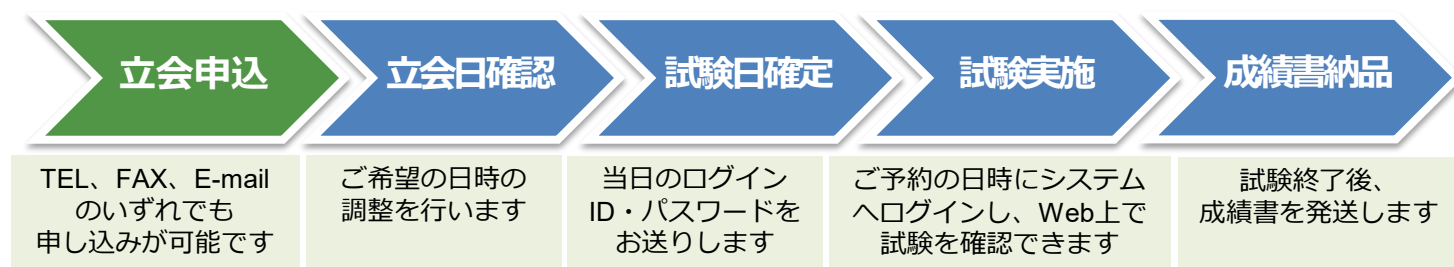 立会申込
立会日確認
試験日確定
試験実施
成績書納品
TEL、FAX、E-mail
のいずれでも
申し込みが可能です
ご希望の日時の
調整を行います
当日のログイン
ID・パスワードを
お送りします
ご予約の日時にシステム
へログインし、Web上で
試験を確認できます
試験終了後、
成績書を発送します